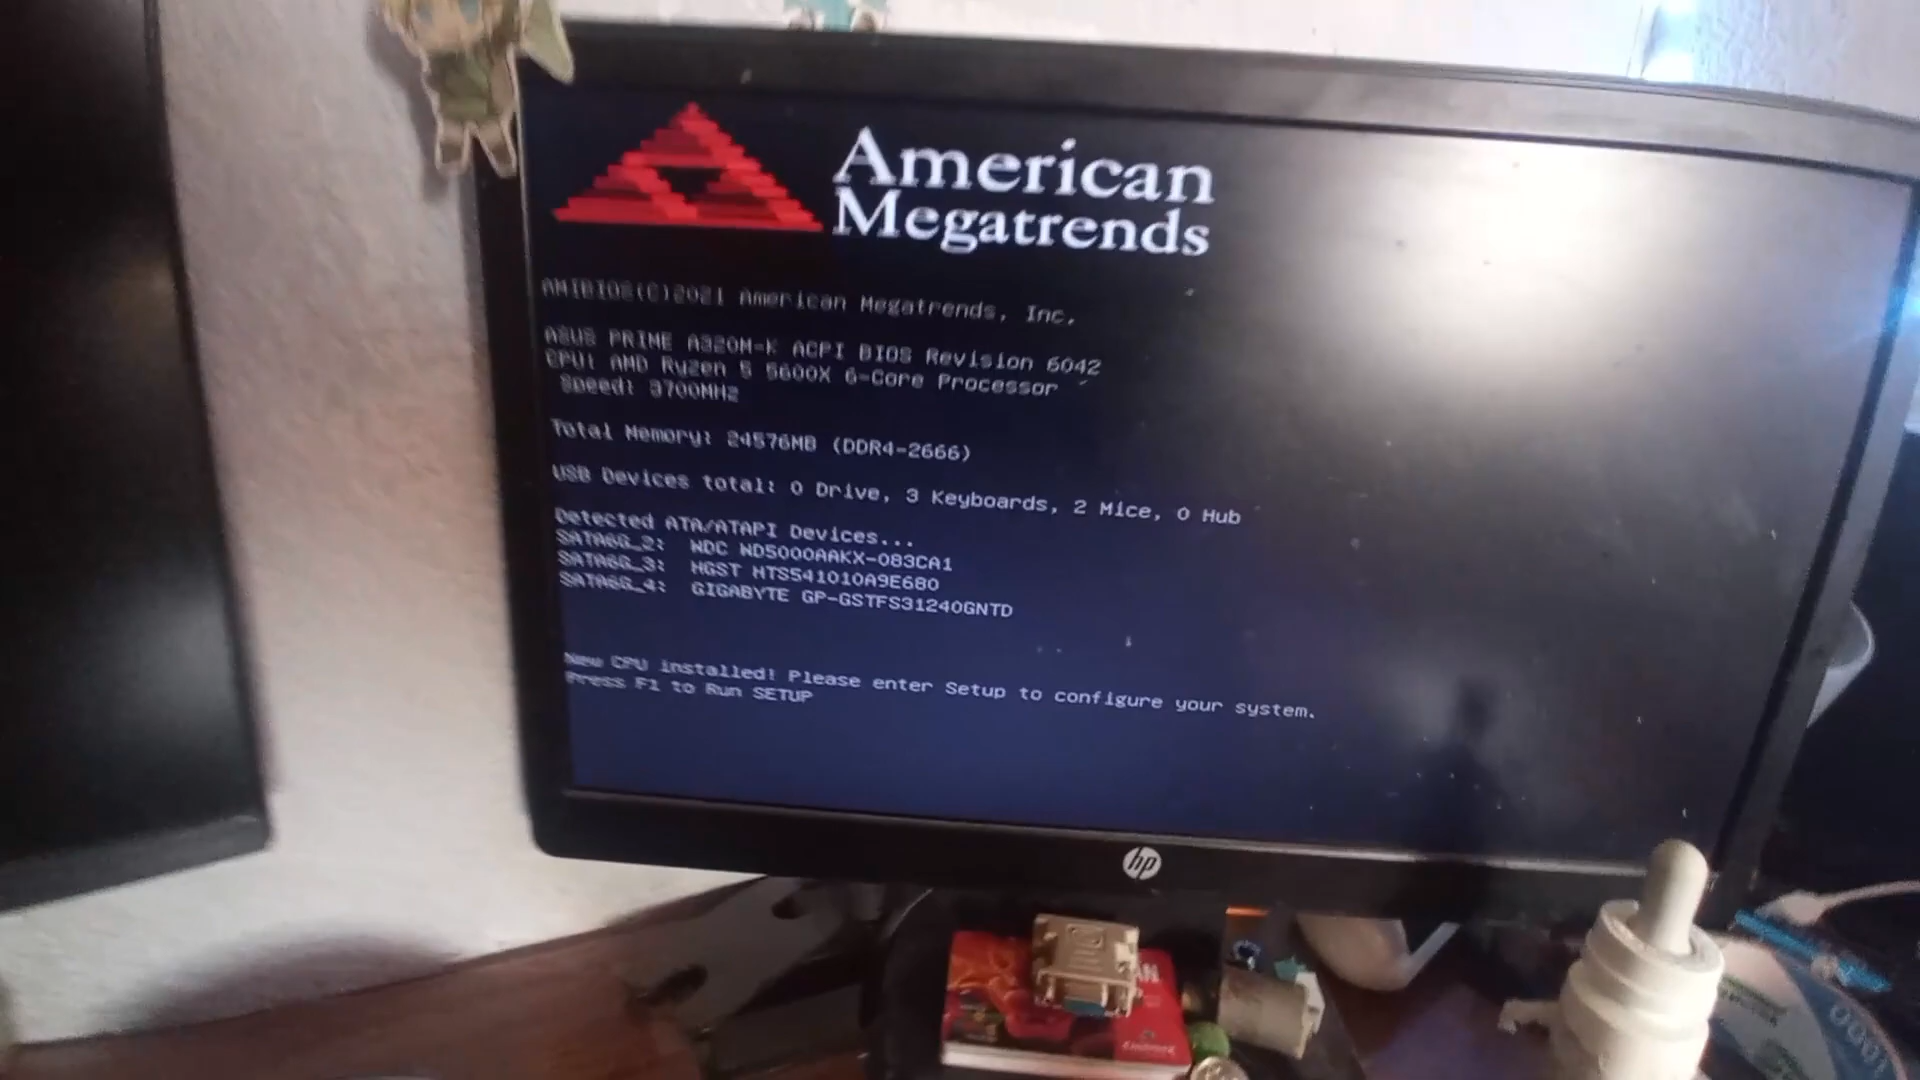 American
Megatrends
AMIBIOS(C)2021 American Megatrends, Inc.
ASUS PRIME A320M-K ACPI BIOS Revision 6042
CPU: AMD Ryzen 5 5600X 6-Core Processor
Speed: 3700MHz
Total Memory: 24576MB (DDR4-2666)
USB Devices total: 0 Drive, 3 Keyboards, 2 Mice, 0 Hub
Detected ATA/ATAPI Devices...
SATA6G_2: WDC WD5000AAKX-083CA1
SATA6G_3: HGST HTS541010A9E680
SATA6G_4: GIGABYTE GP-GSTFS31240GNTD
New CPU installed! Please enter Setup to configure your system.
Press F1 to Run SETUP
hp